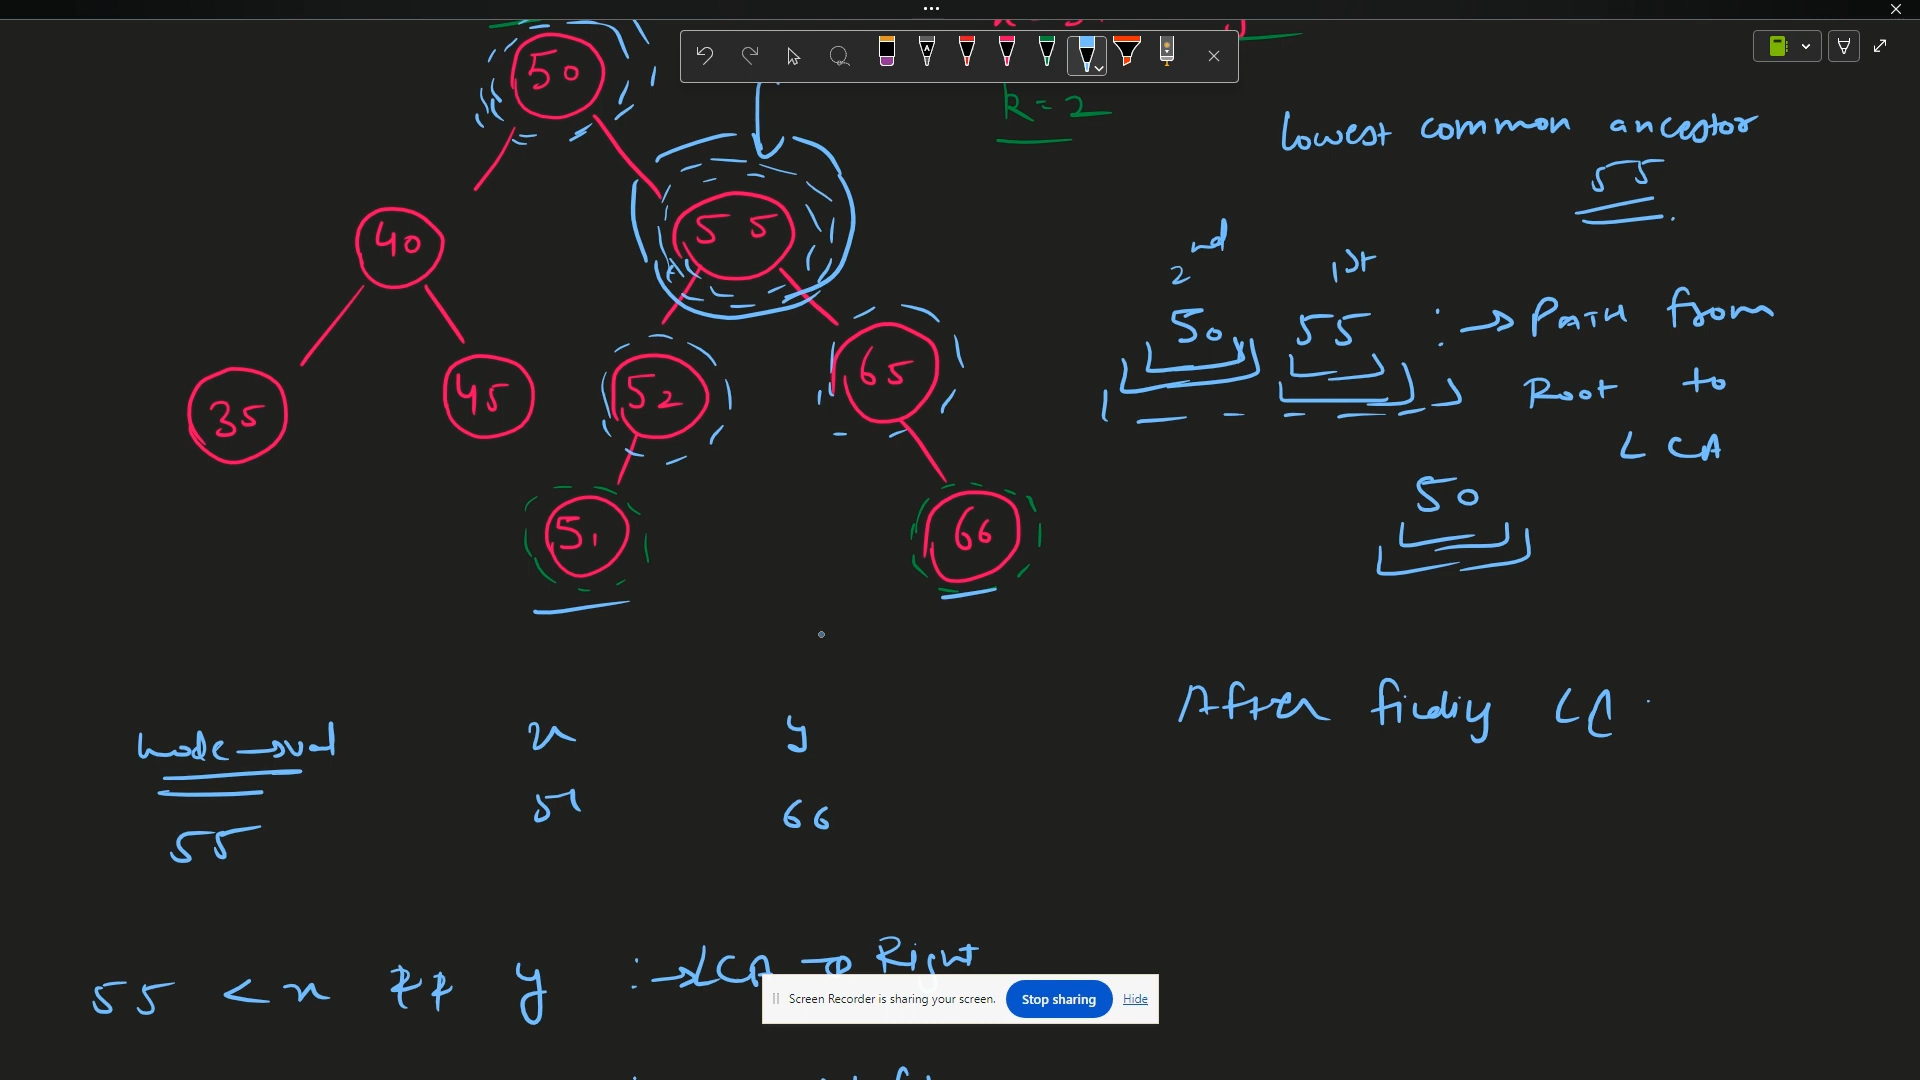 50
k = 2
lowest common ancestor
55
40
55
2nd 1st
50 55 :→ Path from
Root to
LCA
35
45
52
65
50
51
66
After findiy LCA
node→val x y
55 51 66
55 < x && y :→ LCA → Right
Screen Recorder is sharing your screen. Stop sharing Hide